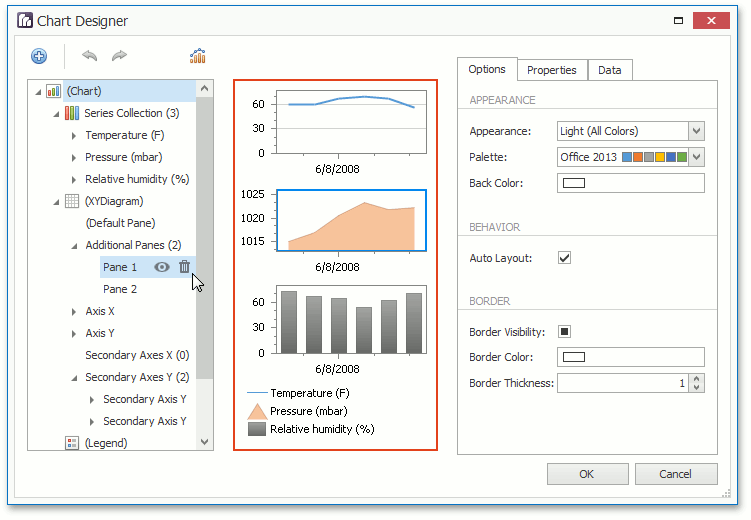 Chart Designer
(Chart)
Series Collection (3)
Temperature (F)
Pressure (mbar)
Relative humidity (%)
(XYDiagram)
(Default Pane)
Additional Panes (2)
Pane 1
Pane 2
Axis X
Axis Y
Secondary Axes X (0)
Secondary Axes Y (2)
Secondary Axis Y
Secondary Axis Y
(Legend)
60
30
0
6/8/2008
1025
1020
1015
6/8/2008
60
30
0
6/8/2008
Temperature (F)
Pressure (mbar)
Relative humidity (%)
Options Properties Data
APPEARANCE
Appearance: Light (All Colors)
Palette: Office 2013
Back Color:
BEHAVIOR
Auto Layout:
BORDER
Border Visibility:
Border Color:
Border Thickness: 1
OK Cancel